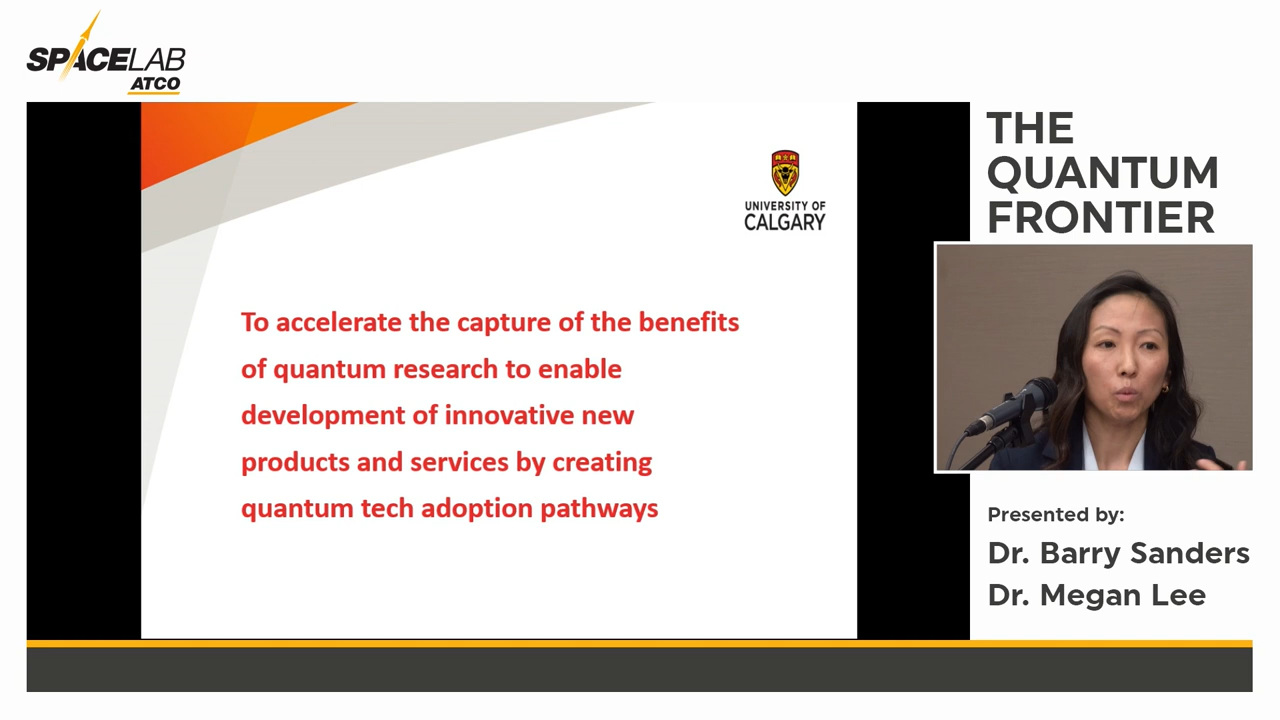 SPACELAB
ATCO
THE
QUANTUM
FRONTIER
UNIVERSITY OF
CALGARY
To accelerate the capture of the benefits
of quantum research to enable
development of innovative new
products and services by creating
quantum tech adoption pathways
Presented by:
Dr. Barry Sanders
Dr. Megan Lee